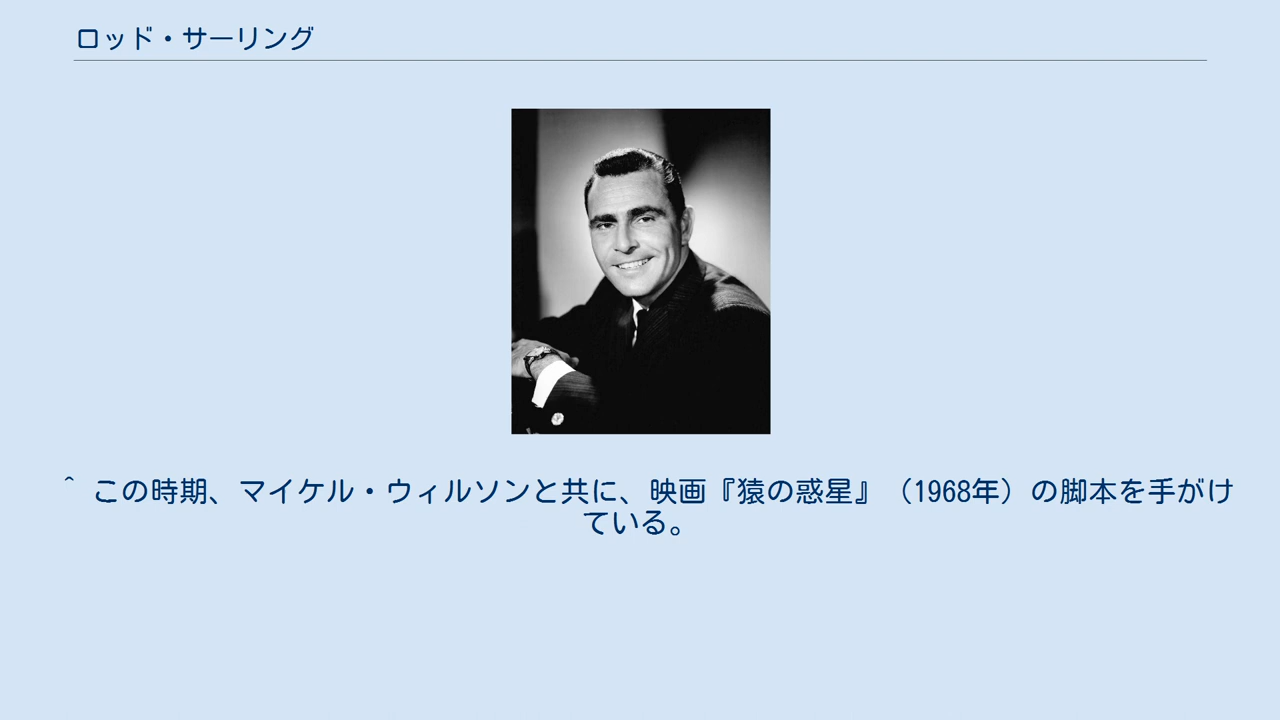 ロッド・サーリング
^ この時期、マイケル・ウィルソンと共に、映画『猿の惑星』（1968年）の脚本を手がけ
ている。